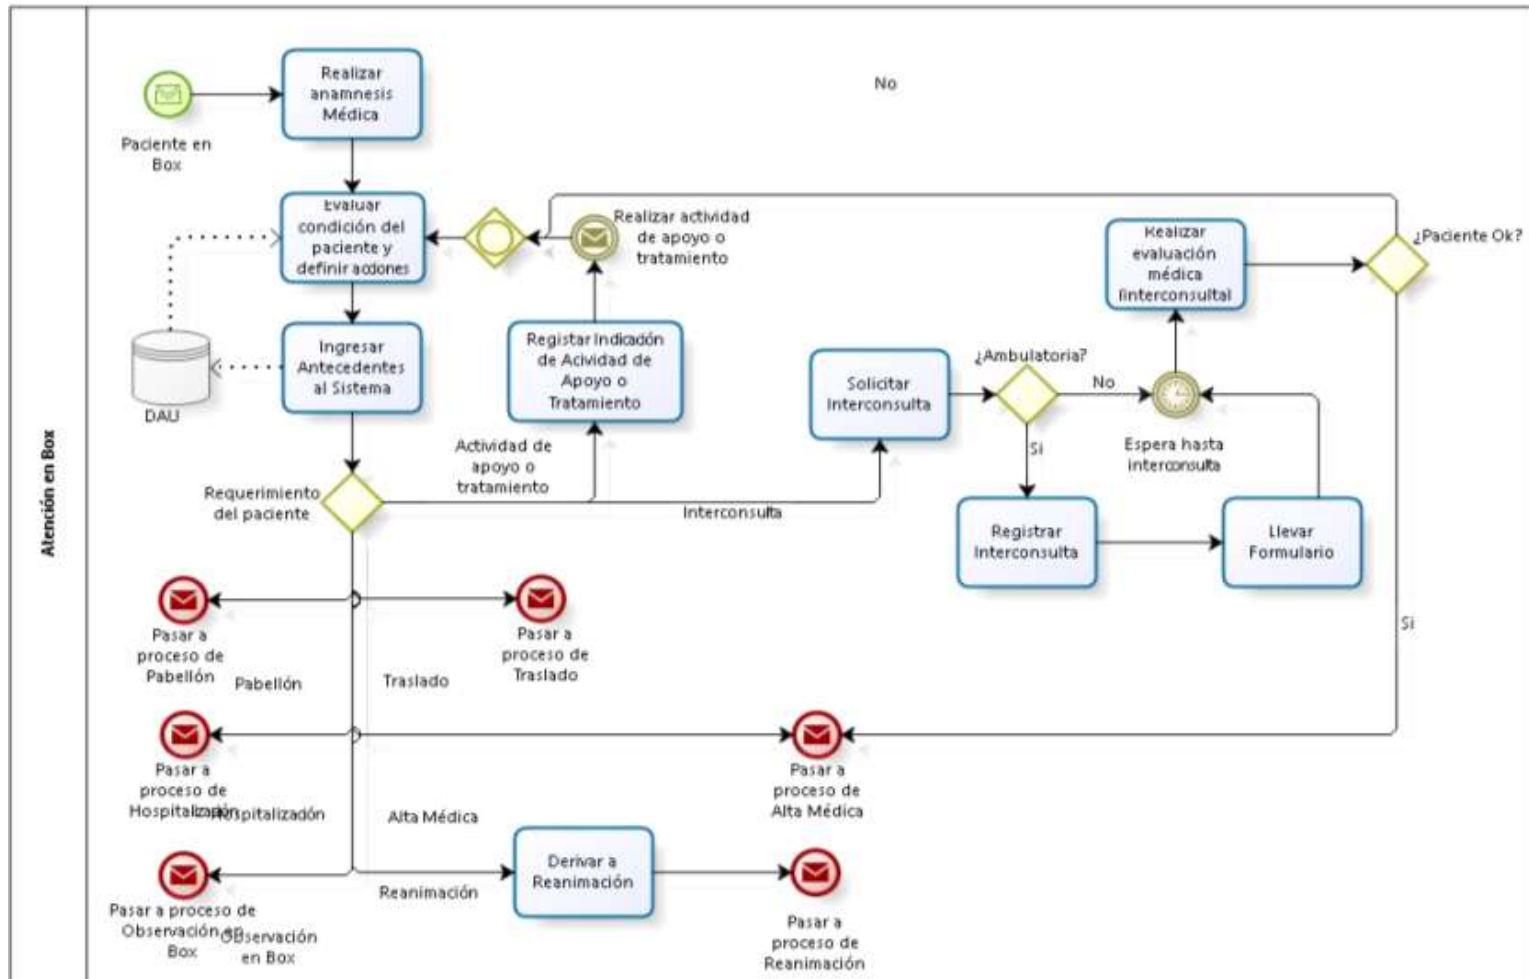 Atención en Box
No
Realizar
anamnesis
Médica
Paciente en
Box
Evaluar
condición del
paciente y
definir acciones
Realizar actividad
de apoyo o
tratamiento
Realizar
evaluación
médica
(interconsulta)
¿Paciente Ok?
Ingresar
Antecedentes
al Sistema
DAU
Registar Indicación
de Acividad de
Apoyo o
Tratamiento
Solicitar
Interconsulta
¿Ambulatoria?
No
Si
Espera hasta
interconsulta
Actividad de
apoyo o
tratamiento
Requerimiento
del paciente
Interconsulta
Registrar
Interconsulta
Llevar
Formulario
Si
Pasar a
proceso de
Pabellón
Pabellón
Traslado
Pasar a
proceso de
Traslado
Pasar a
proceso de
Hospitalización
Hospitalización
Alta Médica
Pasar a
proceso de
Alta Médica
Pasar a proceso de
Observación en
Box
Observación
en Box
Reanimación
Derivar a
Reanimación
Pasar a
proceso de
Reanimación